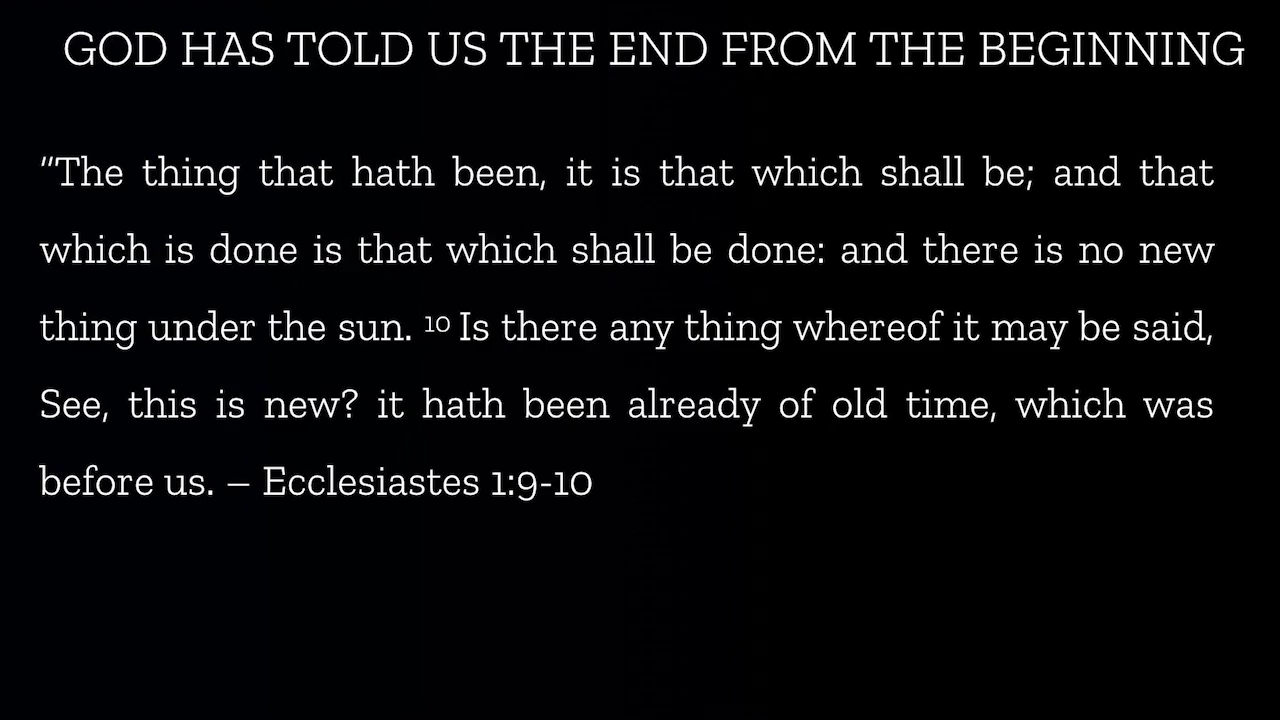 GOD HAS TOLD US THE END FROM THE BEGINNING
"The thing that hath been, it is that which shall be; and that
which is done is that which shall be done: and there is no new
thing under the sun. 10 Is there any thing whereof it may be said,
See, this is new? it hath been already of old time, which was
before us. – Ecclesiastes 1:9-10